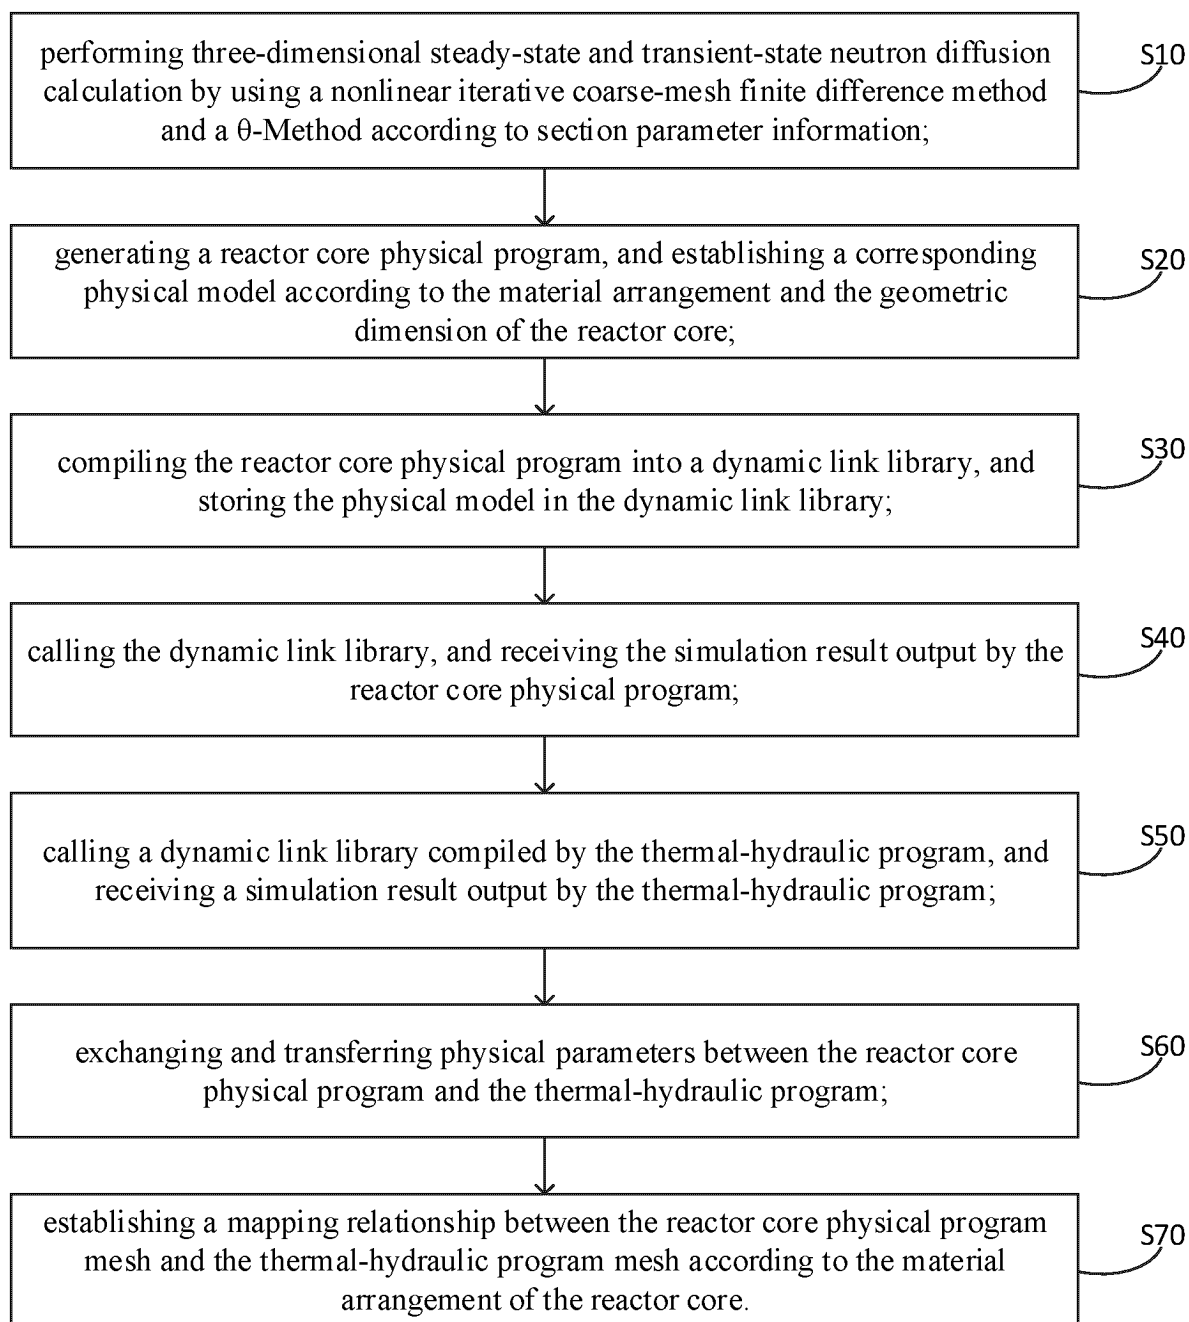 performing three-dimensional steady-state and transient-state neutron diffusion
calculation by using a nonlinear iterative coarse-mesh finite difference method
and a θ-Method according to section parameter information;
S10
generating a reactor core physical program, and establishing a corresponding
physical model according to the material arrangement and the geometric
dimension of the reactor core;
S20
compiling the reactor core physical program into a dynamic link library, and
storing the physical model in the dynamic link library;
S30
calling the dynamic link library, and receiving the simulation result output by the
reactor core physical program;
S40
calling a dynamic link library compiled by the thermal-hydraulic program, and
receiving a simulation result output by the thermal-hydraulic program;
S50
exchanging and transferring physical parameters between the reactor core
physical program and the thermal-hydraulic program;
S60
establishing a mapping relationship between the reactor core physical program
mesh and the thermal-hydraulic program mesh according to the material
arrangement of the reactor core.
S70